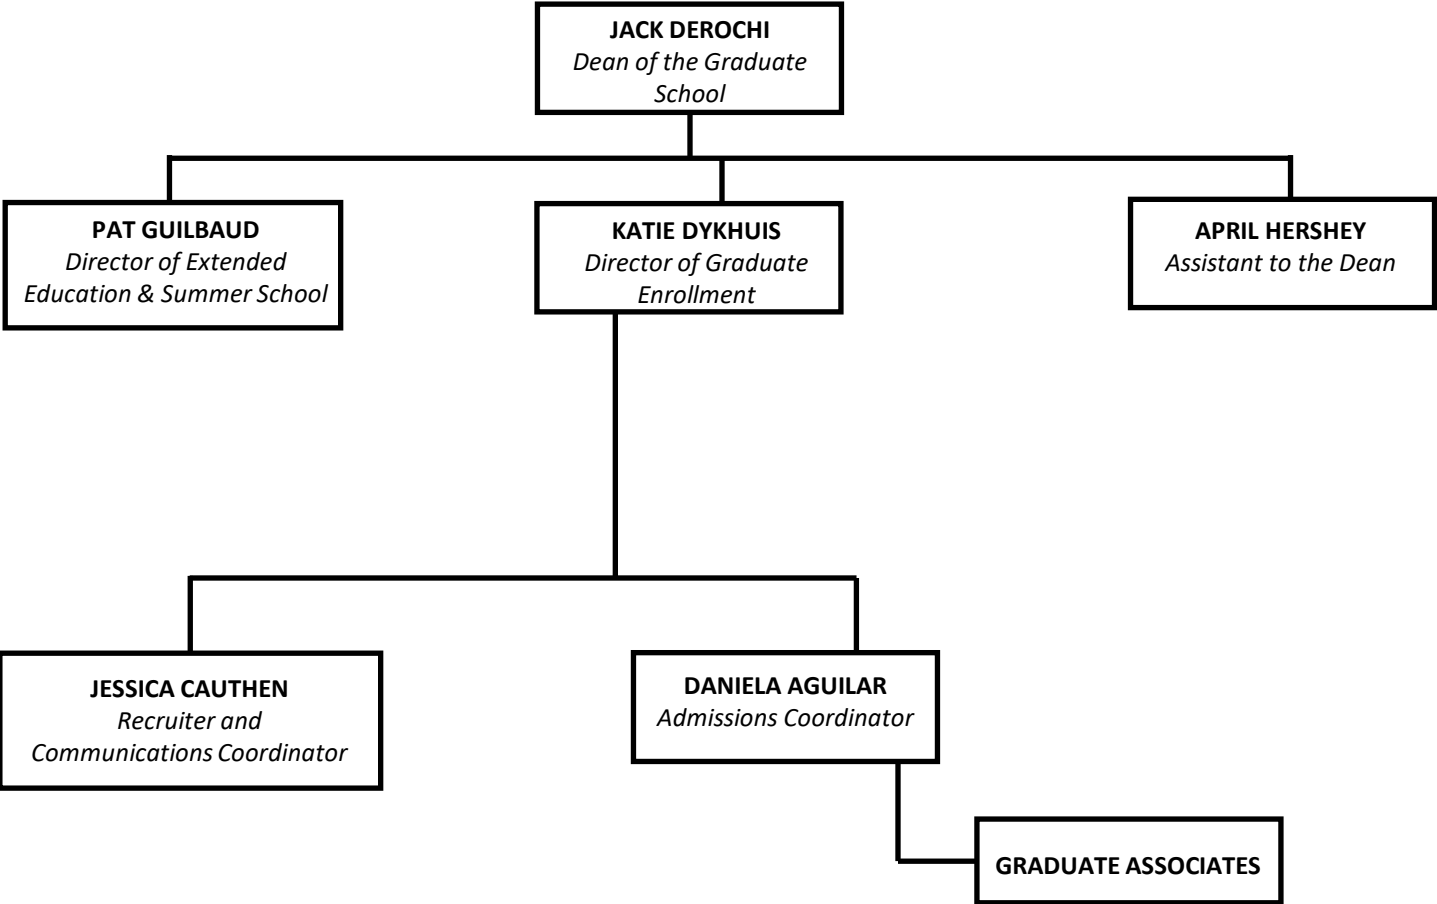 JACK DEROCHI
Dean of the Graduate
School
PAT GUILBAUD
Director of Extended
Education & Summer School
KATIE DYKHUIS
Director of Graduate
Enrollment
APRIL HERSHEY
Assistant to the Dean
JESSICA CAUTHEN
Recruiter and
Communications Coordinator
DANIELA AGUILAR
Admissions Coordinator
GRADUATE ASSOCIATES